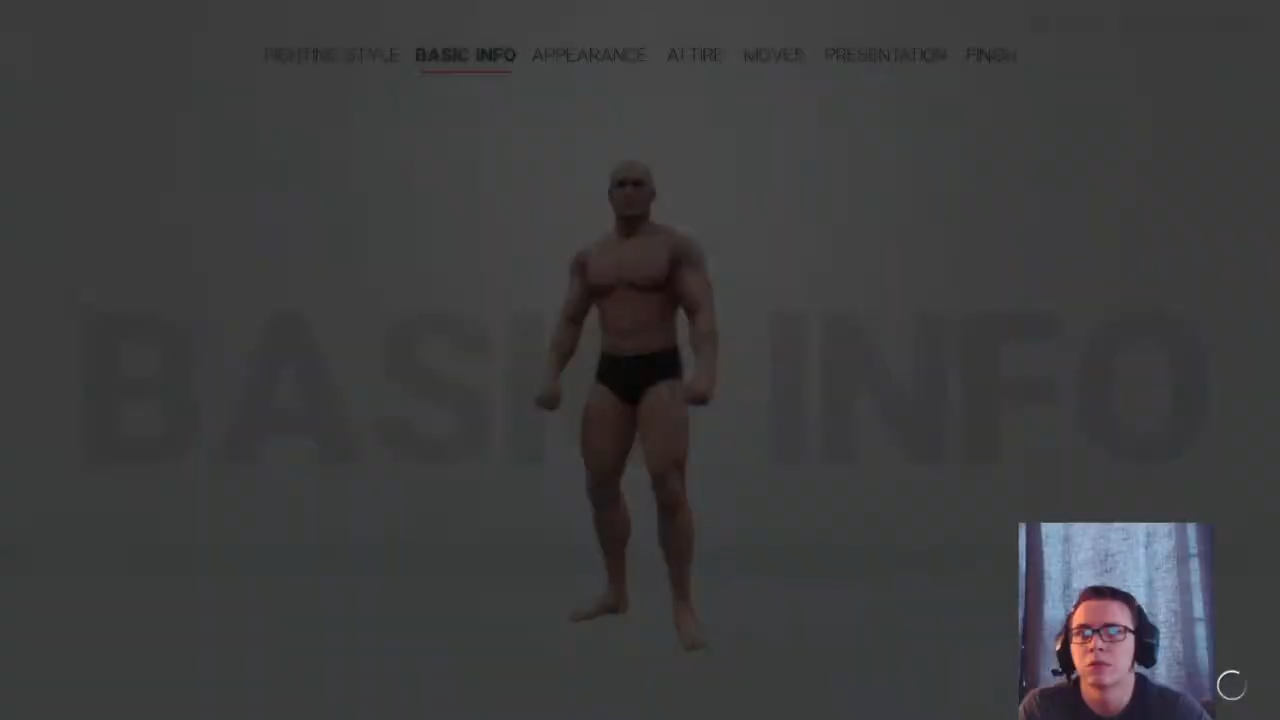 FIGHTING STYLE BASIC INFO APPEARANCE ATTIRE MOVES PRESENTATION FINISH
BASIC INFO